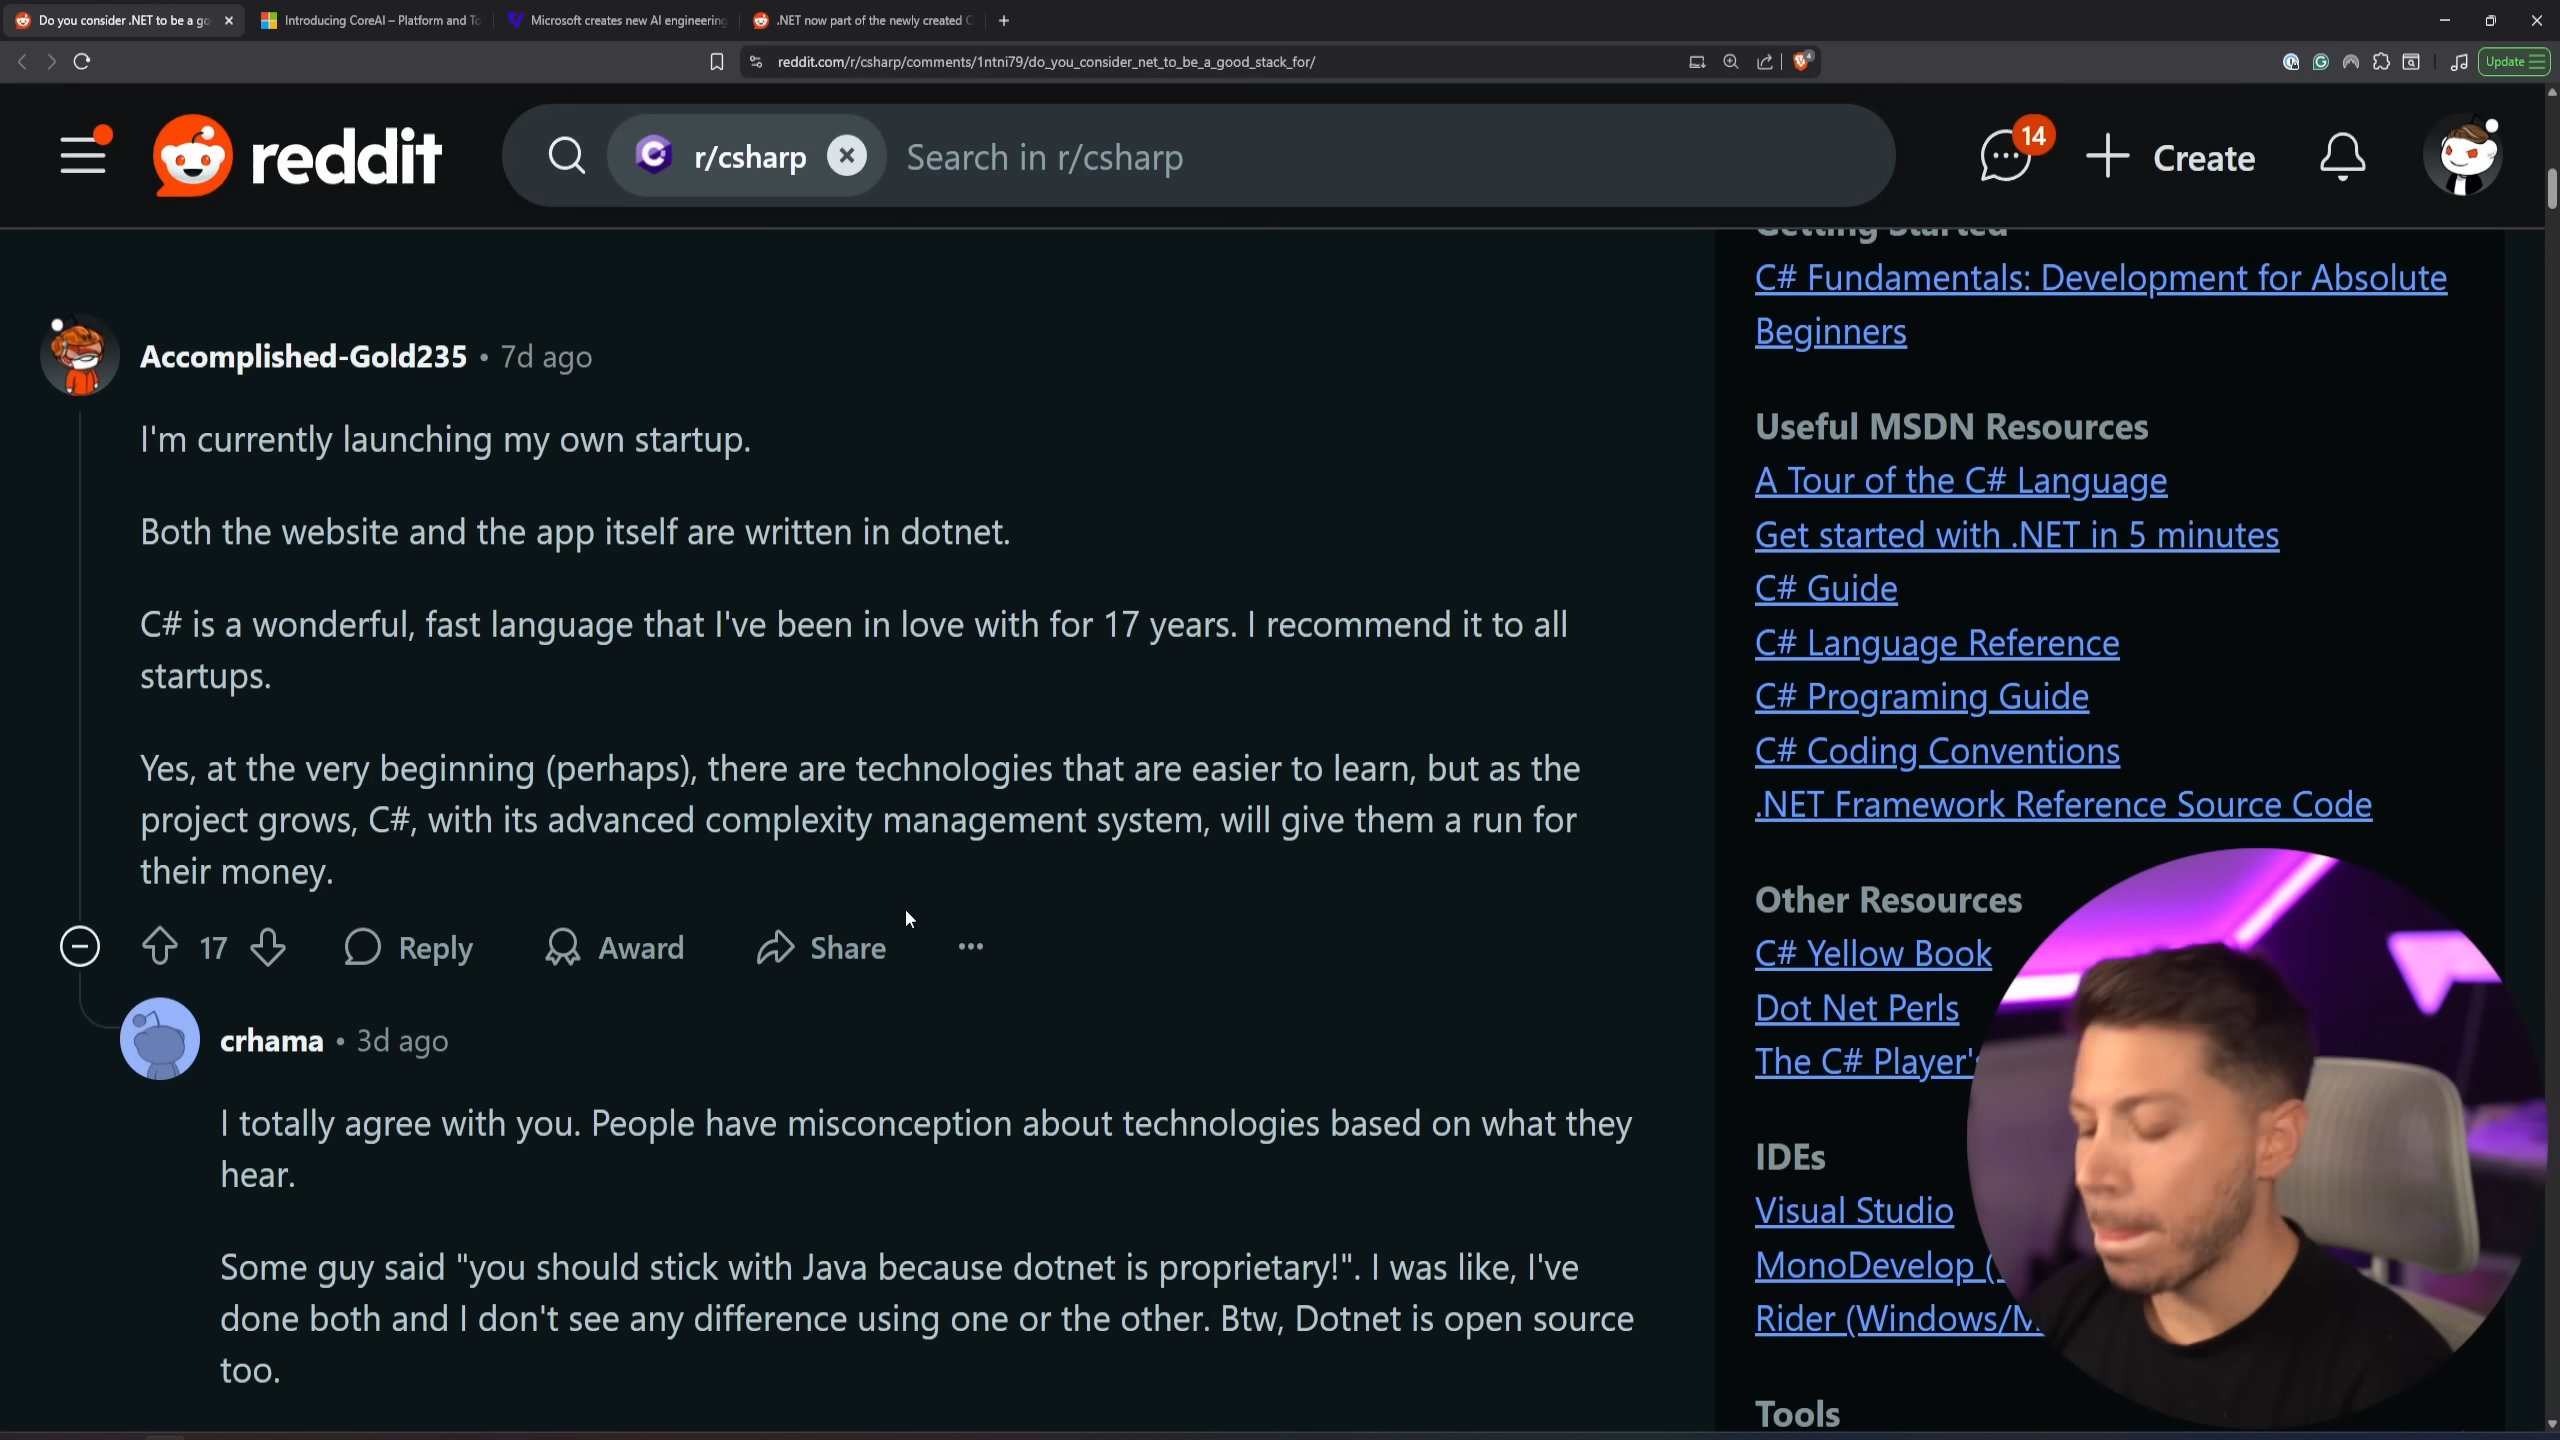 Do you consider .NET to be a go
Introducing CoreAI – Platform and To
Microsoft creates new AI engineering
.NET now part of the newly created C
reddit.com/r/csharp/comments/1ntni79/do_you_consider_net_to_be_a_good_stack_for/
4
Update
reddit
r/csharp
Search in r/csharp
14
Create
Getting Started
C# Fundamentals: Development for Absolute
Beginners
Useful MSDN Resources
A Tour of the C# Language
Get started with .NET in 5 minutes
C# Guide
C# Language Reference
C# Programing Guide
C# Coding Conventions
.NET Framework Reference Source Code
Other Resources
C# Yellow Book
Dot Net Perls
The C# Player's
IDEs
Visual Studio
MonoDevelop (
Rider (Windows/M
Tools
Accomplished-Gold235 • 7d ago
I'm currently launching my own startup.
Both the website and the app itself are written in dotnet.
C# is a wonderful, fast language that I've been in love with for 17 years. I recommend it to all
startups.
Yes, at the very beginning (perhaps), there are technologies that are easier to learn, but as the
project grows, C#, with its advanced complexity management system, will give them a run for
their money.
17
Reply
Award
Share
crhama • 3d ago
I totally agree with you. People have misconception about technologies based on what they
hear.
Some guy said "you should stick with Java because dotnet is proprietary!". I was like, I've
done both and I don't see any difference using one or the other. Btw, Dotnet is open source
too.